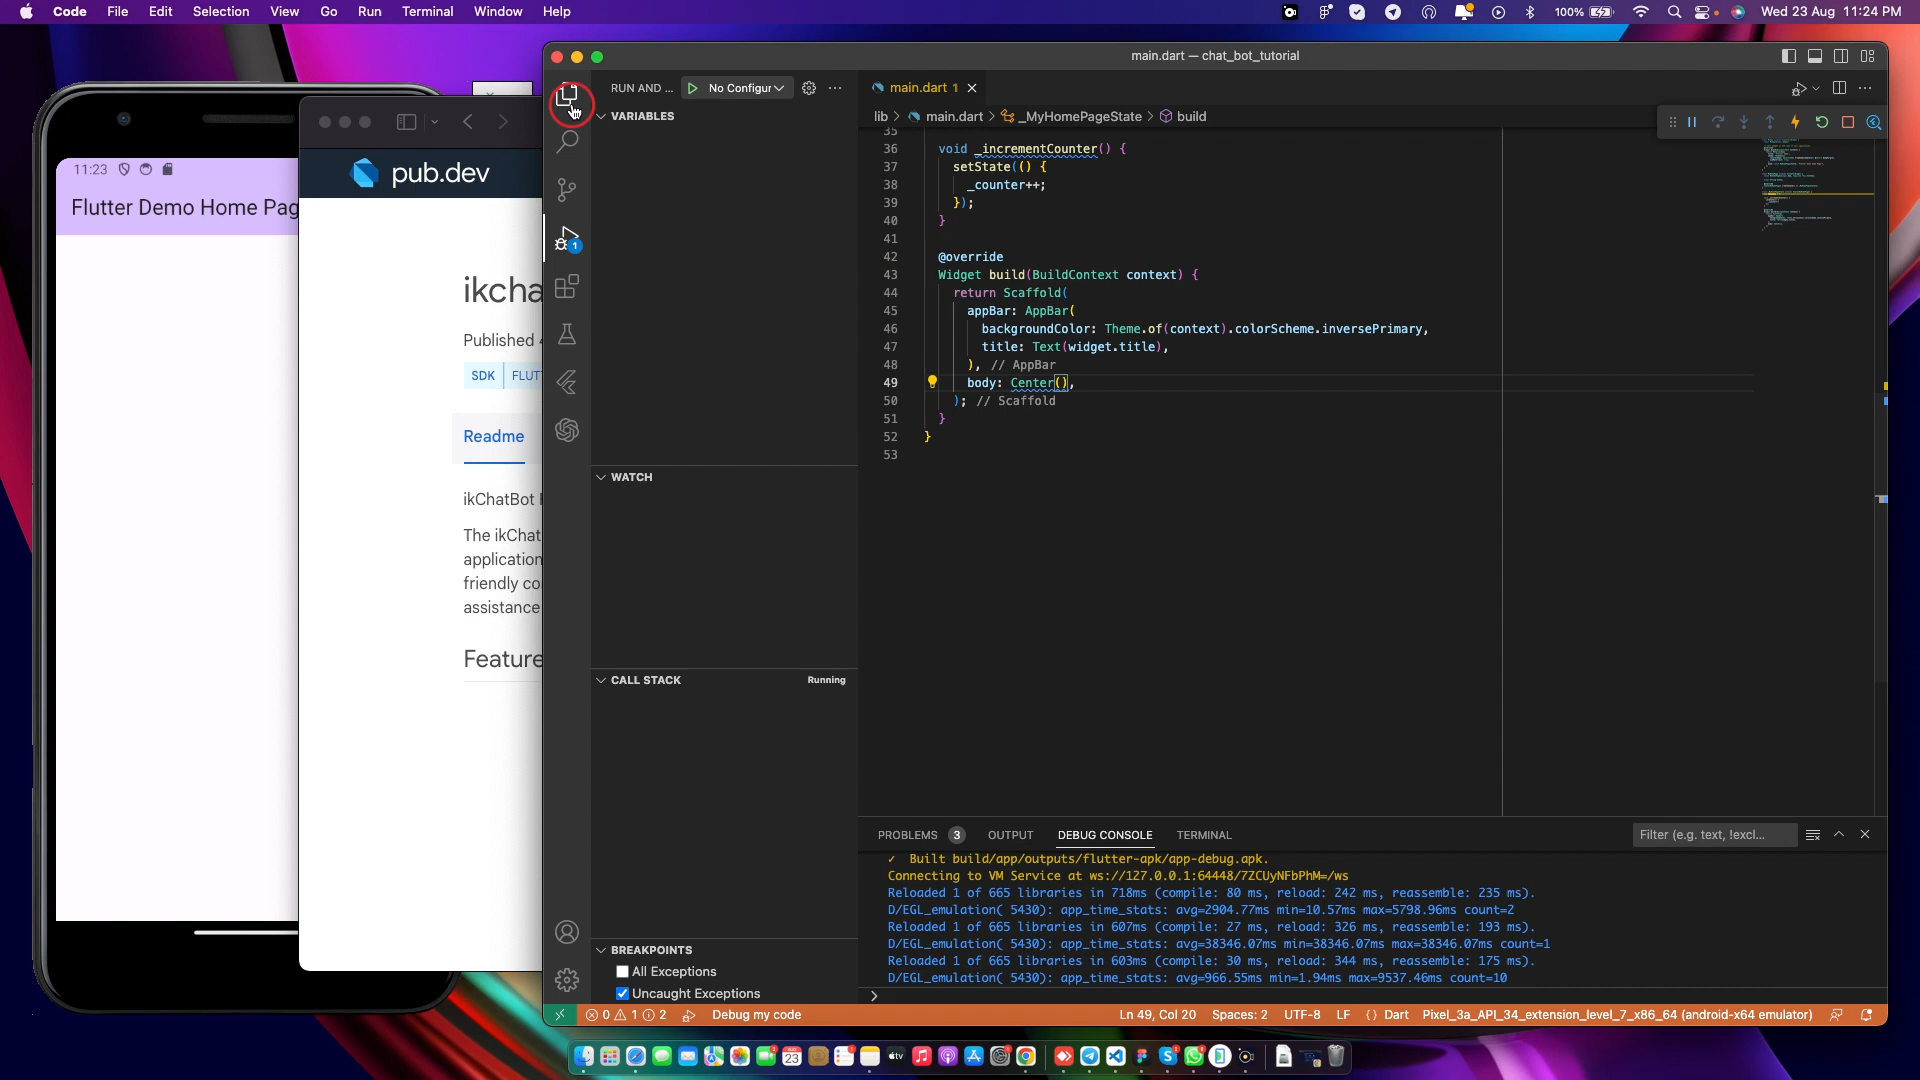 Code File Edit Selection View Go Run Terminal Window Help
100%
Wed 23 Aug 11:24 PM
main.dart — chat_bot_tutorial
11:23
Flutter Demo Home Pag
pub.dev
ikcha
Published
SDK FLUT
Readme
ikChatBot
The ikChat
application
friendly co
assistance
Feature
RUN AND ...
No Configur
VARIABLES
WATCH
CALL STACK
Running
BREAKPOINTS
All Exceptions
Uncaught Exceptions
1
main.dart 1
lib > main.dart > _MyHomePageState > build
35
36 void _incrementCounter() {
37 setState(() {
38 _counter++;
39 });
40 }
41
42 @override
43 Widget build(BuildContext context) {
44 return Scaffold(
45 appBar: AppBar(
46 backgroundColor: Theme.of(context).colorScheme.inversePrimary,
47 title: Text(widget.title),
48 ), // AppBar
49 body: Center(),
50 ); // Scaffold
51 }
52 }
53
PROBLEMS 3 OUTPUT DEBUG CONSOLE TERMINAL
Filter (e.g. text, !excl...
✓ Built build/app/outputs/flutter-apk/app-debug.apk.
Connecting to VM Service at ws://127.0.0.1:64448/7ZCUyNFbPhM=/ws
Reloaded 1 of 665 libraries in 718ms (compile: 80 ms, reload: 242 ms, reassemble: 235 ms).
D/EGL_emulation( 5430): app_time_stats: avg=2904.77ms min=10.57ms max=5798.96ms count=2
Reloaded 1 of 665 libraries in 607ms (compile: 27 ms, reload: 326 ms, reassemble: 193 ms).
D/EGL_emulation( 5430): app_time_stats: avg=38346.07ms min=38346.07ms max=38346.07ms count=1
Reloaded 1 of 665 libraries in 603ms (compile: 30 ms, reload: 344 ms, reassemble: 175 ms).
D/EGL_emulation( 5430): app_time_stats: avg=966.55ms min=1.94ms max=9537.46ms count=10
0 1 2
Debug my code
Ln 49, Col 20 Spaces: 2 UTF-8 LF {} Dart Pixel_3a_API_34_extension_level_7_x86_64 (android-x64 emulator)
23
tv